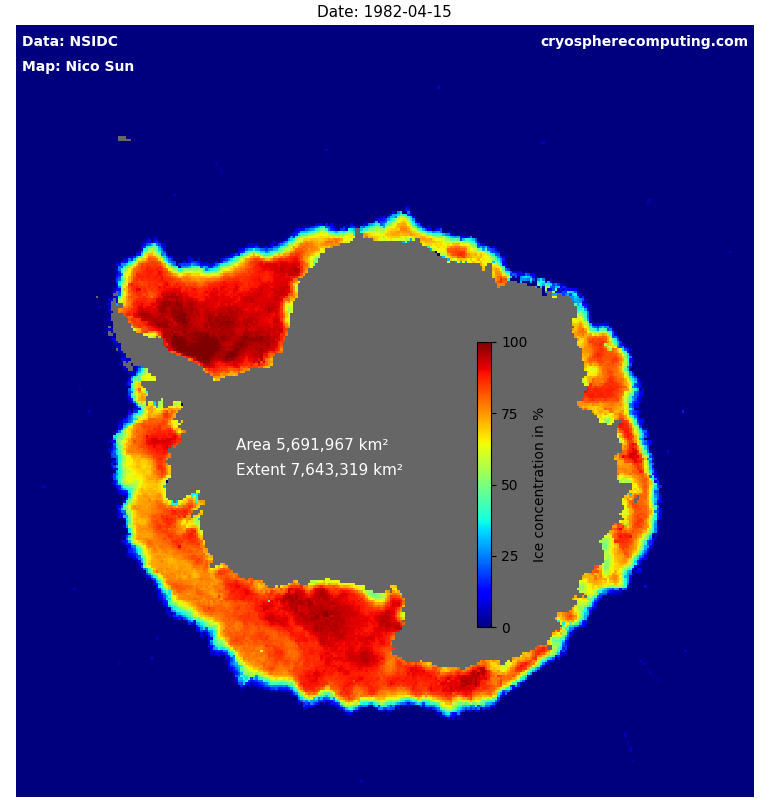 Date: 1982-04-15
Data: NSIDC
cryospherecomputing.com
Map: Nico Sun
100
75
50
25
0
Ice concentration in %
Area 5,691,967 km²
Extent 7,643,319 km²